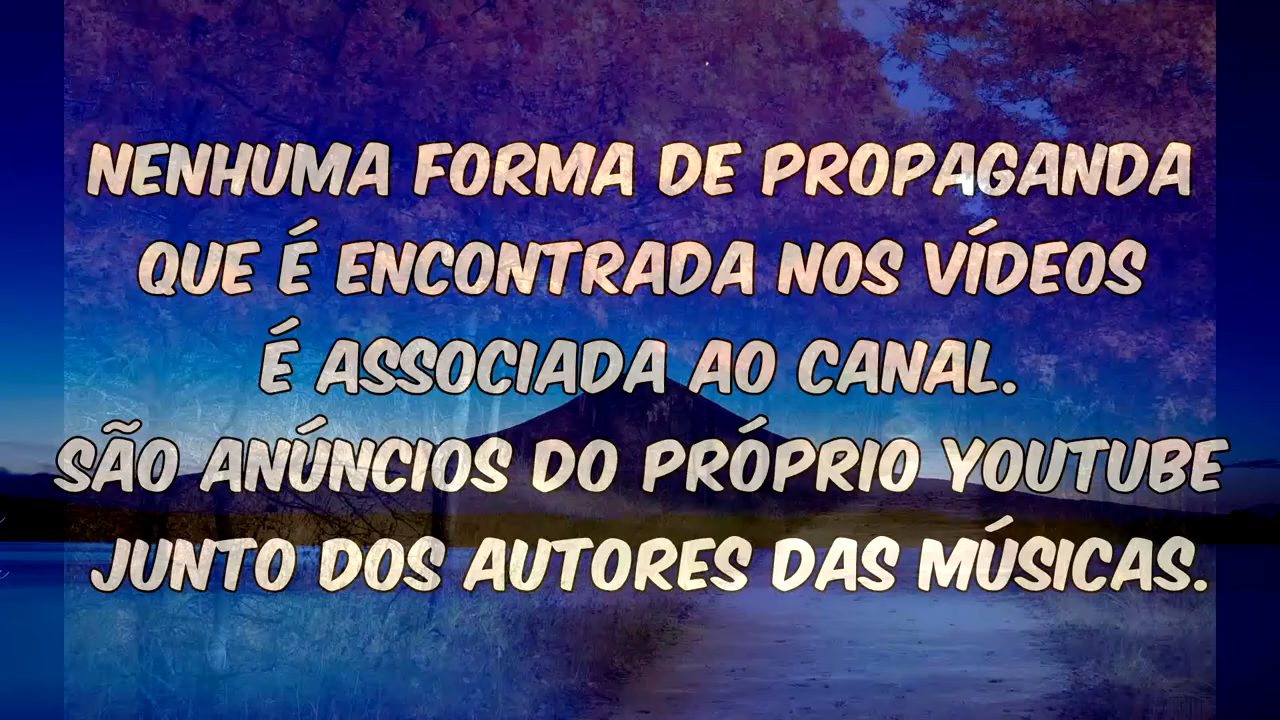 NENHUMA FORMA DE PROPAGANDA
QUE É ENCONTRADA NOS VÍDEOS
É ASSOCIADA AO CANAL.
SÃO ANÚNCIOS DO PRÓPRIO YOUTUBE
JUNTO DOS AUTORES DAS MÚSICAS.